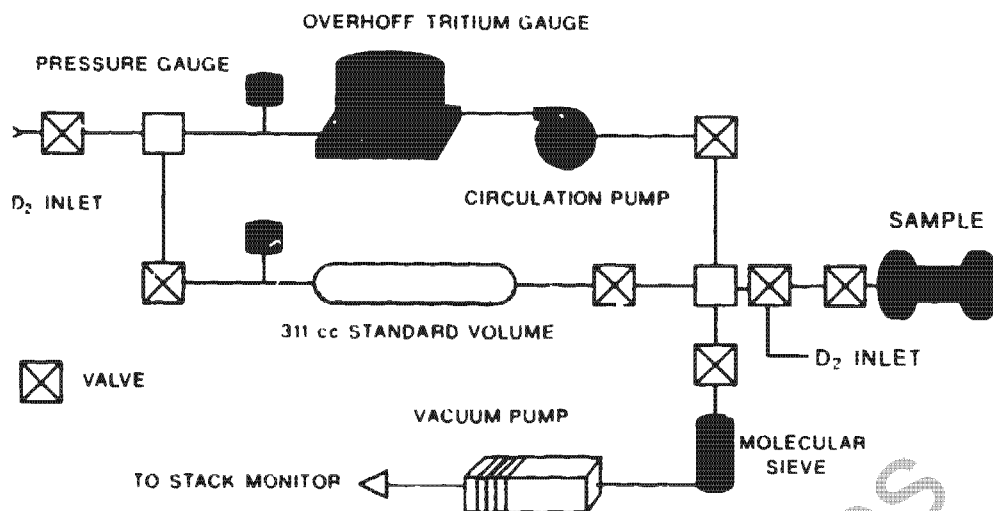 OVERHOFF TRITIUM GAUGE
PRESSURE GAUGE
D₂ INLET
CIRCULATION PUMP
SAMPLE
311 cc STANDARD VOLUME
D₂ INLET
VALVE
VACUUM PUMP
MOLECULAR
SIEVE
TO STACK MONITOR